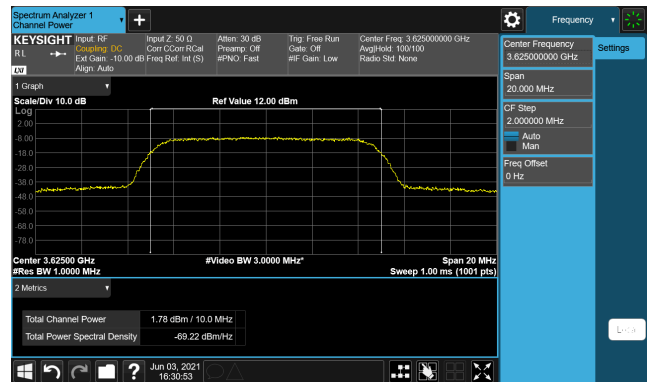 Spectrum Analyzer 1
Channel Power
Frequency
KEYSIGHT
RL
LXI
Input: RF
Coupling: DC
Ext Gain: -10.00 dB
Align: Auto
Input Z: 50 Ω
Corr CCorr RCal
Freq Ref: Int (S)
Atten: 30 dB
Preamp: Off
#PNO: Fast
Trig: Free Run
Gate: Off
#IF Gain: Low
Center Freq: 3.625000000 GHz
Avg|Hold: 100/100
Radio Std: None
Center Frequency
3.625000000 GHz
Settings
Span
20.000 MHz
CF Step
2.000000 MHz
Auto
Man
Freq Offset
0 Hz
1 Graph
Scale/Div 10.0 dB
Ref Value 12.00 dBm
Log
2.00
-8.00
-18.0
-28.0
-38.0
-48.0
-58.0
-68.0
-78.0
Center 3.62500 GHz
#Video BW 3.0000 MHz*
Span 20 MHz
#Res BW 1.0000 MHz
Sweep 1.00 ms (1001 pts)
2 Metrics
Total Channel Power 1.78 dBm / 10.0 MHz
Total Power Spectral Density -69.22 dBm/Hz
Local
?
Jun 03, 2021
16:30:53